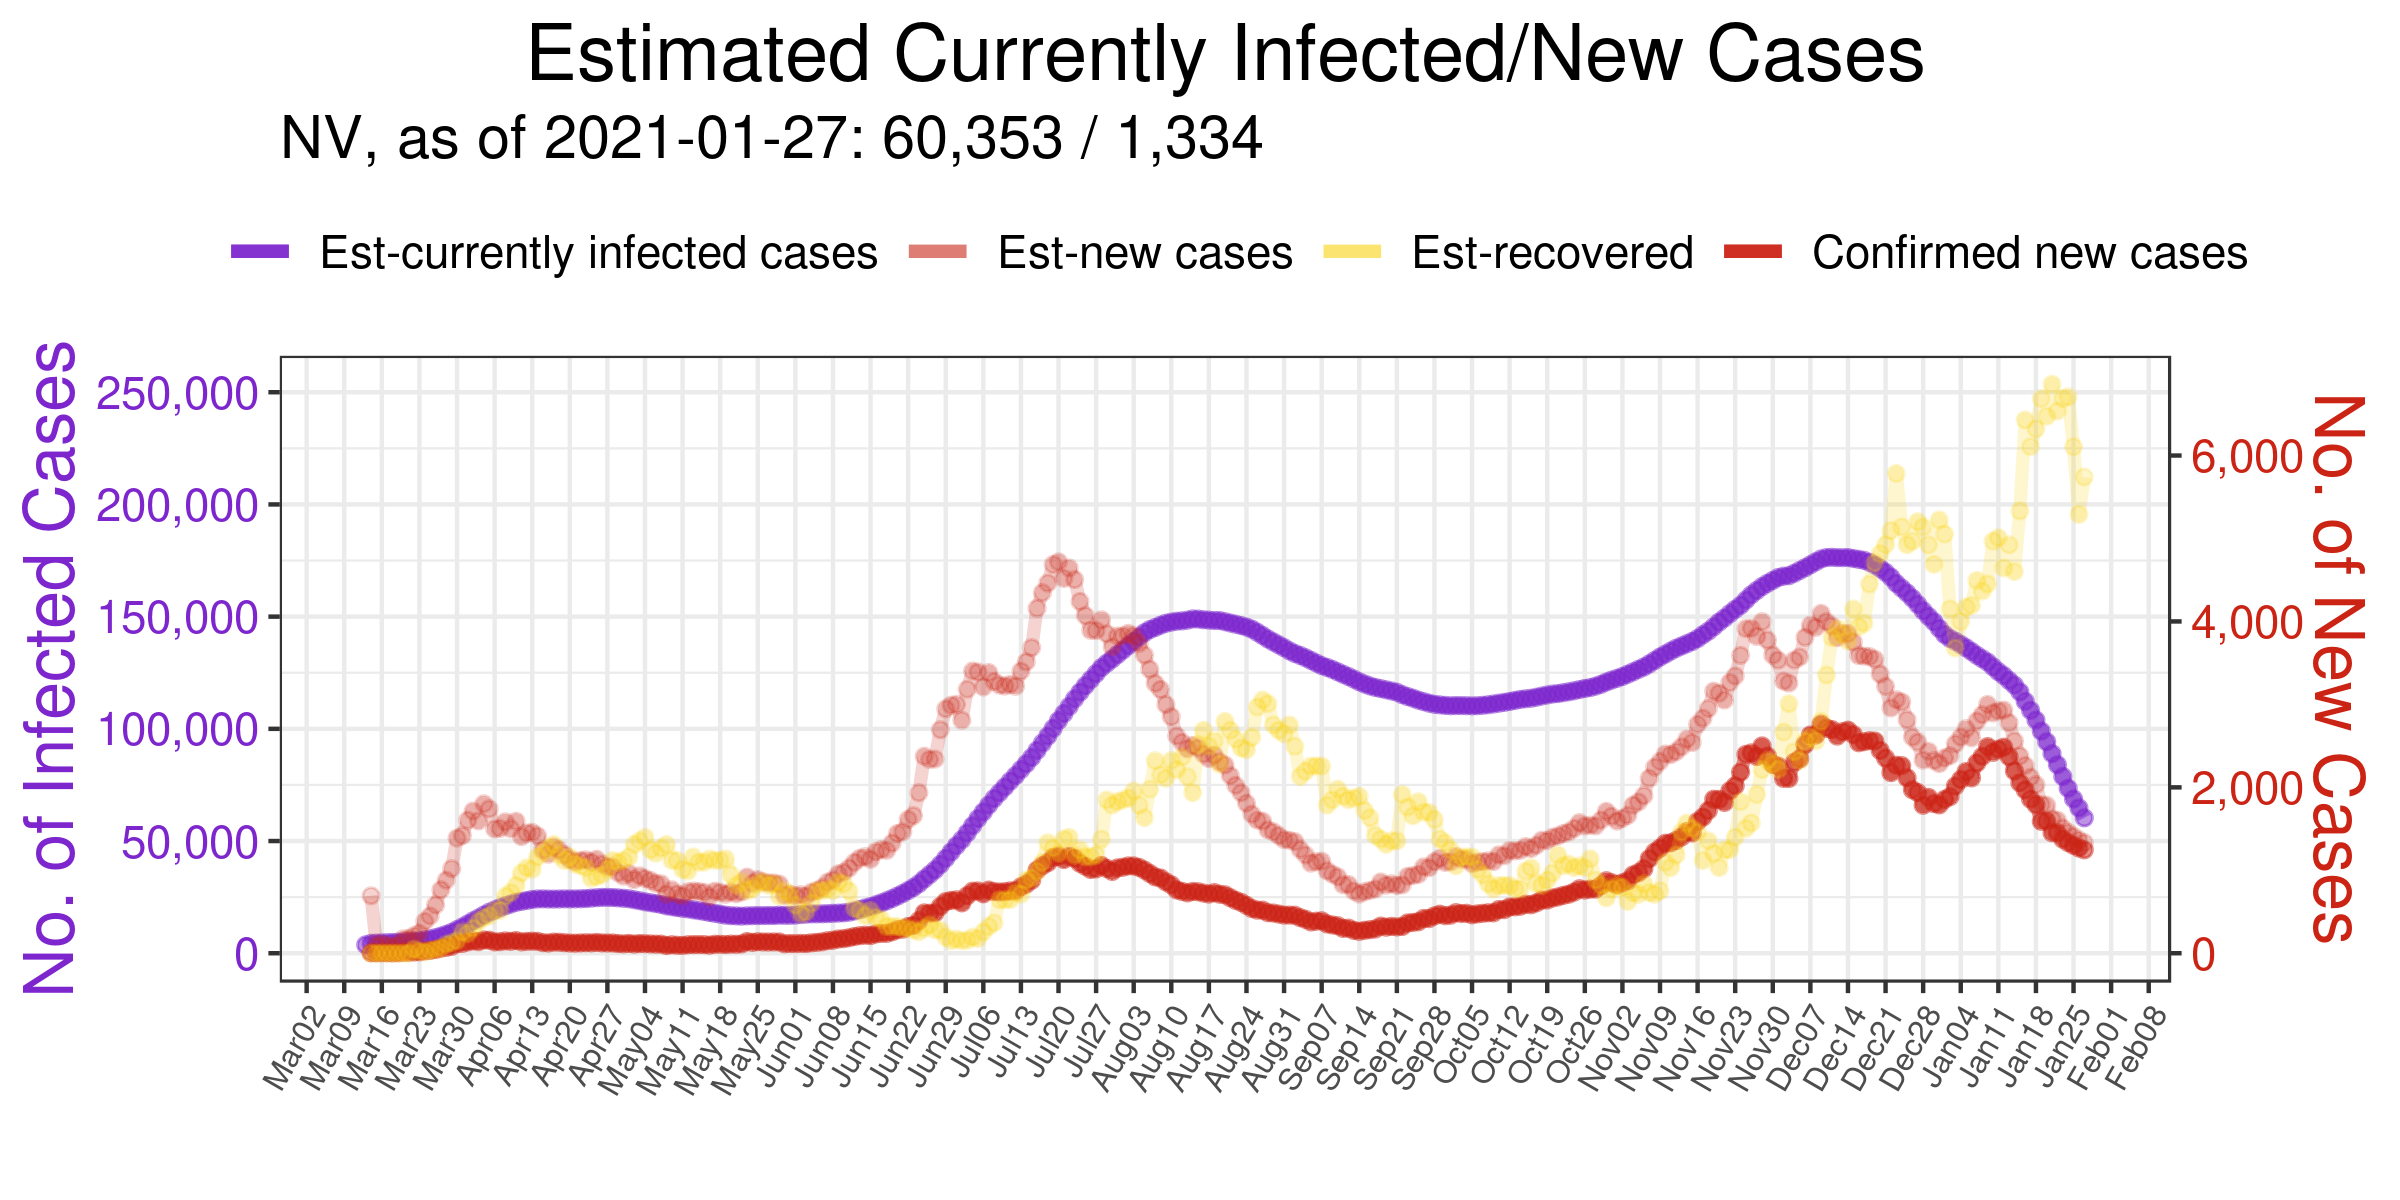 Estimated Currently Infected/New Cases
NV, as of 2021-01-27: 60,353 / 1,334
Est-currently infected cases
Est-new cases
Est-recovered
Confirmed new cases
No. of Infected Cases
250,000
200,000
150,000
100,000
50,000
0
No. of New Cases
6,000
4,000
2,000
0
Mar02
Mar09
Mar16
Mar23
Mar30
Apr06
Apr13
Apr20
Apr27
May04
May11
May18
May25
Jun01
Jun08
Jun15
Jun22
Jun29
Jul06
Jul13
Jul20
Jul27
Aug03
Aug10
Aug17
Aug24
Aug31
Sep07
Sep14
Sep21
Sep28
Oct05
Oct12
Oct19
Oct26
Nov02
Nov09
Nov16
Nov23
Nov30
Dec07
Dec14
Dec21
Dec28
Jan04
Jan11
Jan18
Jan25
Feb01
Feb08